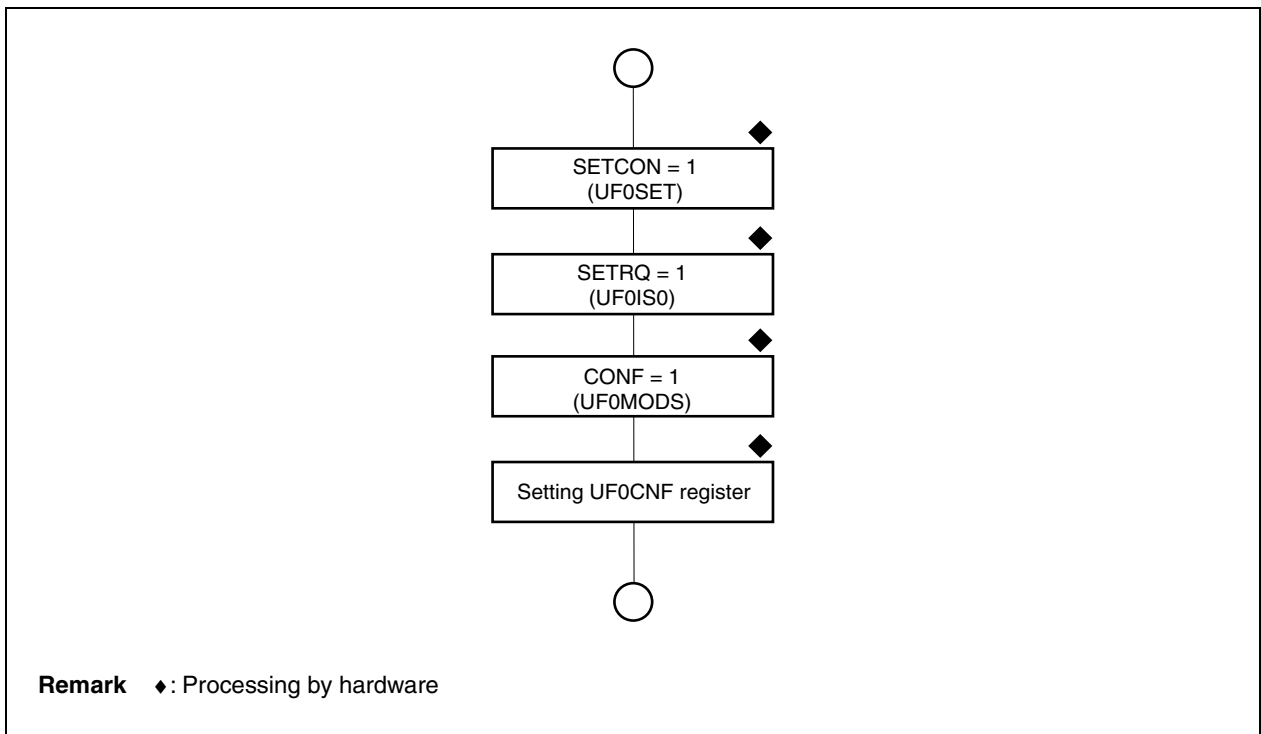 SETCON = 1
(UF0SET)
SETRQ = 1
(UF0IS0)
CONF = 1
(UF0MODS)
Setting UF0CNF register
Remark ♦: Processing by hardware